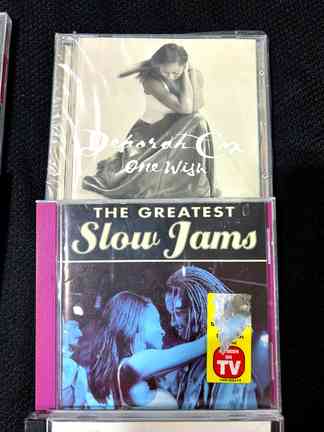 Deborah Cox
One Wish
THE GREATEST
Slow Jams
TV